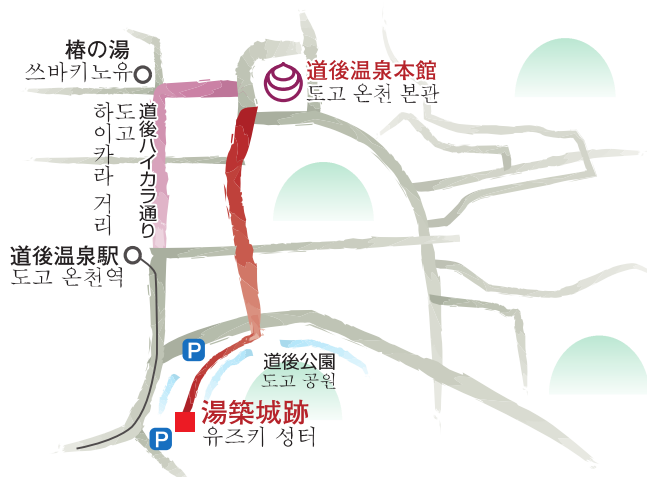 椿の湯
쓰바키노유
道後温泉本館
도고 온천 본관
道後ハイカラ通り
도고
하이카라 거리
道後温泉駅
도고 온천역
P
道後公園
도고 공원
湯築城跡
유즈키 성터
P